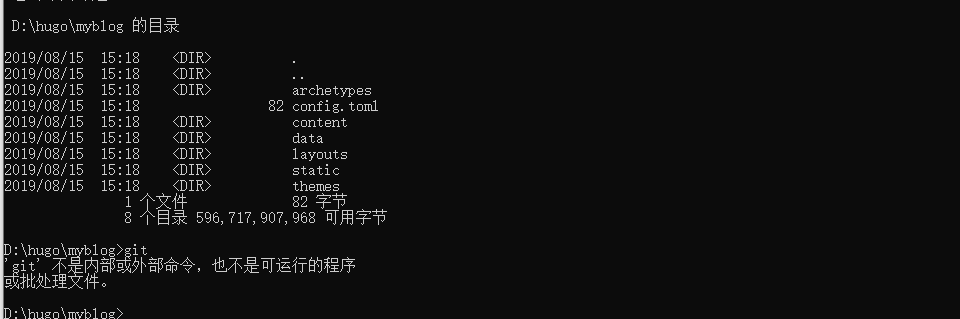 D:\hugo\myblog 的目录
2019/08/15  15:18    <DIR>          .
2019/08/15  15:18    <DIR>          ..
2019/08/15  15:18    <DIR>          archetypes
2019/08/15  15:18                82 config.toml
2019/08/15  15:18    <DIR>          content
2019/08/15  15:18    <DIR>          data
2019/08/15  15:18    <DIR>          layouts
2019/08/15  15:18    <DIR>          static
2019/08/15  15:18    <DIR>          themes
1 个文件             82 字节
8 个目录 596,717,907,968 可用字节
D:\hugo\myblog>git
'git' 不是内部或外部命令，也不是可运行的程序
或批处理文件。
D:\hugo\myblog>